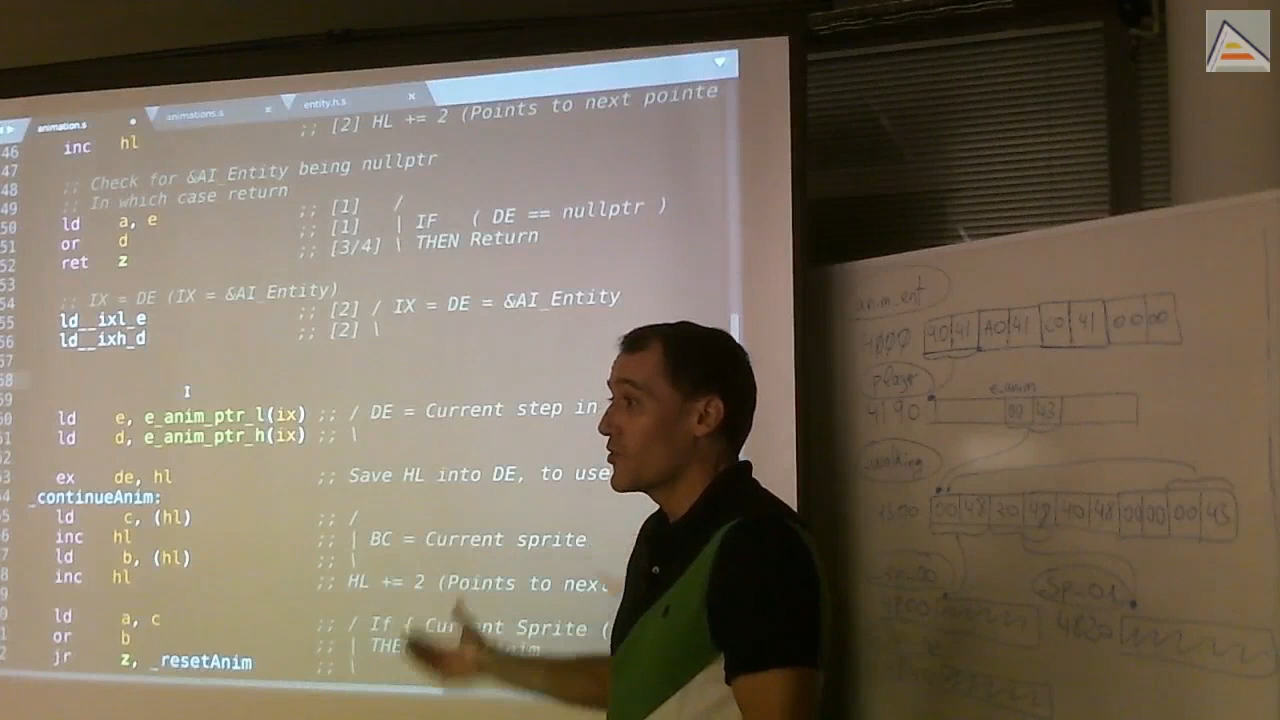 animation.s animations.s entity.h.s
46 inc hl ;; [2] HL += 2 (Points to next pointe
47
48 ;; Check for &AI_Entity being nullptr
49 ;; In which case return
50 ld a, e ;; [1] /
51 or d ;; [1] | IF ( DE == nullptr )
52 ret z ;; [3/4] \ THEN Return
53
54 ;; IX = DE (IX = &AI_Entity)
55 ld__ixl_e ;; [2] / IX = DE = &AI_Entity
56 ld__ixh_d ;; [2] \
57
58
59
60 ld e, e_anim_ptr_l(ix) ;; / DE = Current step in
61 ld d, e_anim_ptr_h(ix) ;; \
62
63 ex de, hl ;; Save HL into DE, to use
64 _continueAnim:
65 ld c, (hl) ;; /
66 inc hl ;; | BC = Current sprite
67 ld b, (hl) ;; \
68 inc hl ;; HL += 2 (Points to nex
69
70 ld a, c ;; / If ( Current Sprite (
71 or b ;; | THE
72 jr z, _resetAnim ;; \
anim_ent
4000 90 41 A0 41 C0 41 00 00
player e_anim
4190 00 43
walking
4300 00 48 20 48 40 48 00 00 00 43
sp_00 Sp_01
4800 4820